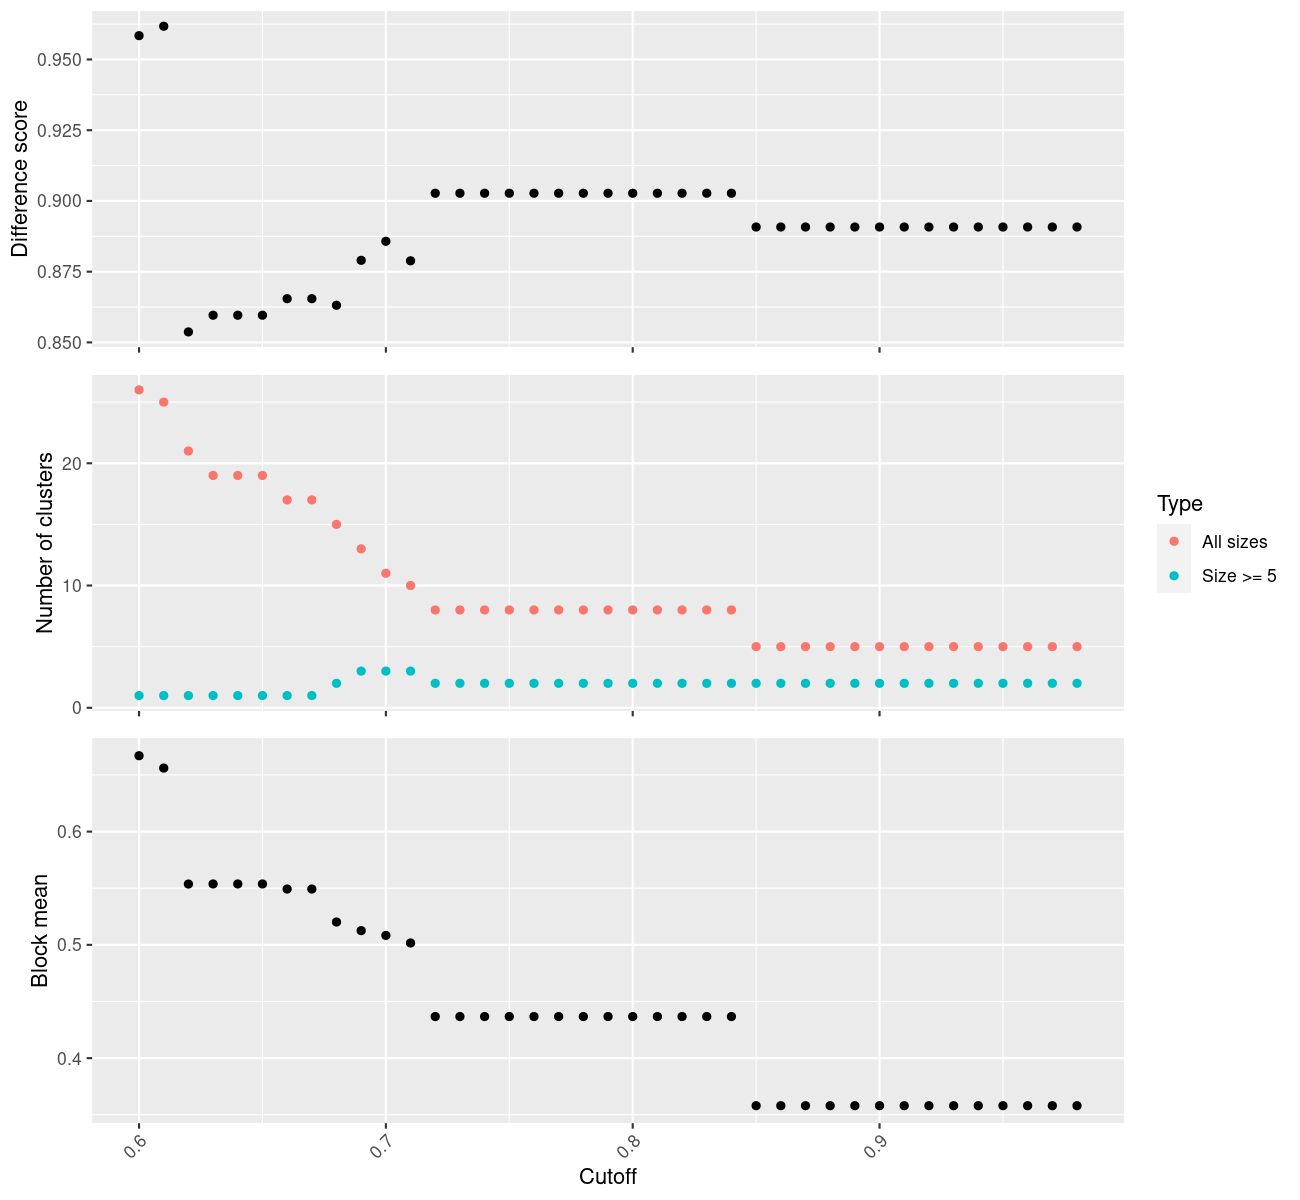 Difference score
0.950
0.925
0.900
0.875
0.850
Number of clusters
20
10
0
Block mean
0.6
0.5
0.4
0.6
0.7
0.8
0.9
Cutoff
Type
All sizes
Size >= 5